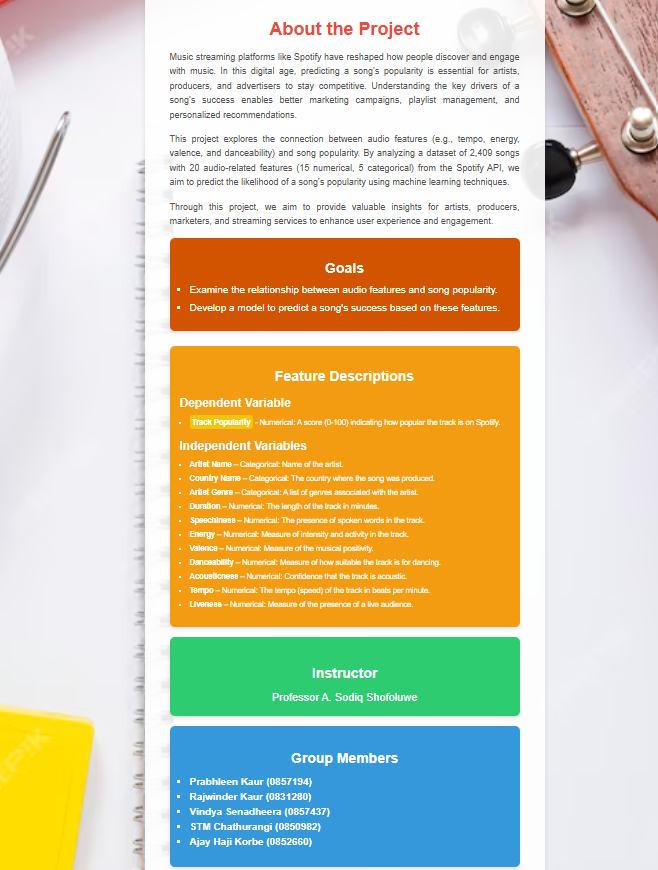 About the Project
Music streaming platforms like Spotify have reshaped how people discover and engage
with music. In this digital age, predicting a song's popularity is essential for artists,
producers, and advertisers to stay competitive. Understanding the key drivers of a
song's success enables better marketing campaigns, playlist management, and
personalized recommendations.
This project explores the connection between audio features (e.g., tempo, energy,
valence, and danceability) and song popularity. By analyzing a dataset of 2,409 songs
with 20 audio-related features (15 numerical, 5 categorical) from the Spotify API, we
aim to predict the likelihood of a song's popularity using machine learning techniques.
Through this project, we aim to provide valuable insights for artists, producers,
marketers, and streaming services to enhance user experience and engagement.
Goals
• Examine the relationship between audio features and song popularity.
• Develop a model to predict a song's success based on these features.
Feature Descriptions
Dependent Variable
• Track Popularity - Numerical: A score (0-100) indicating how popular the track is on Spotify.
Independent Variables
• Artist Name – Categorical: Name of the artist.
• Country Name – Categorical: The country where the song was produced.
• Artist Genre – Categorical: A list of genres associated with the artist.
• Duration – Numerical: The length of the track in minutes.
• Speechiness – Numerical: The presence of spoken words in the track.
• Energy – Numerical: Measure of intensity and activity in the track.
• Valence – Numerical: Measure of the musical positivity.
• Danceability – Numerical: Measure of how suitable the track is for dancing.
• Acousticness – Numerical: Confidence that the track is acoustic.
• Tempo – Numerical: The tempo (speed) of the track in beats per minute.
• Liveness – Numerical: Measure of the presence of a live audience.
Instructor
Professor A. Sodiq Shofoluwe
Group Members
• Prabhleen Kaur (0857194)
• Rajwinder Kaur (0831280)
• Vindya Senadheera (0857437)
• STM Chathurangi (0850982)
• Ajay Haji Korbe (0852660)